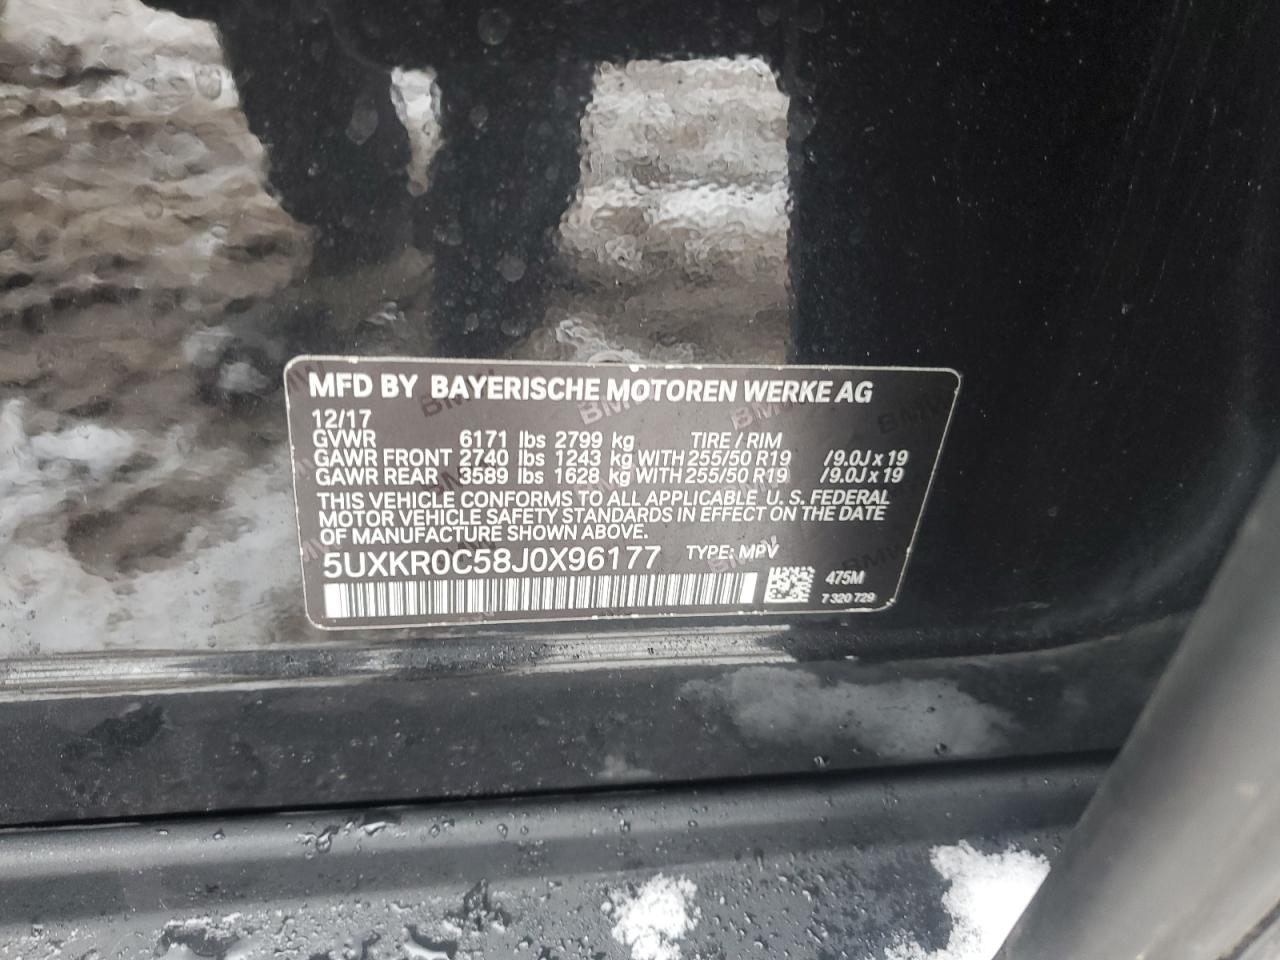 MFD BY BAYERISCHE MOTOREN WERKE AG
12/17
GVWR 6171 lbs 2799 kg TIRE / RIM
GAWR FRONT 2740 lbs 1243 kg WITH 255/50 R19 /9.0J x 19
GAWR REAR 3589 lbs 1628 kg WITH 255/50 R19 /9.0J x 19
THIS VEHICLE CONFORMS TO ALL APPLICABLE U. S. FEDERAL
MOTOR VEHICLE SAFETY STANDARDS IN EFFECT ON THE DATE
OF MANUFACTURE SHOWN ABOVE.
5UXKR0C58J0X96177 TYPE: MPV
475M
7 320 729